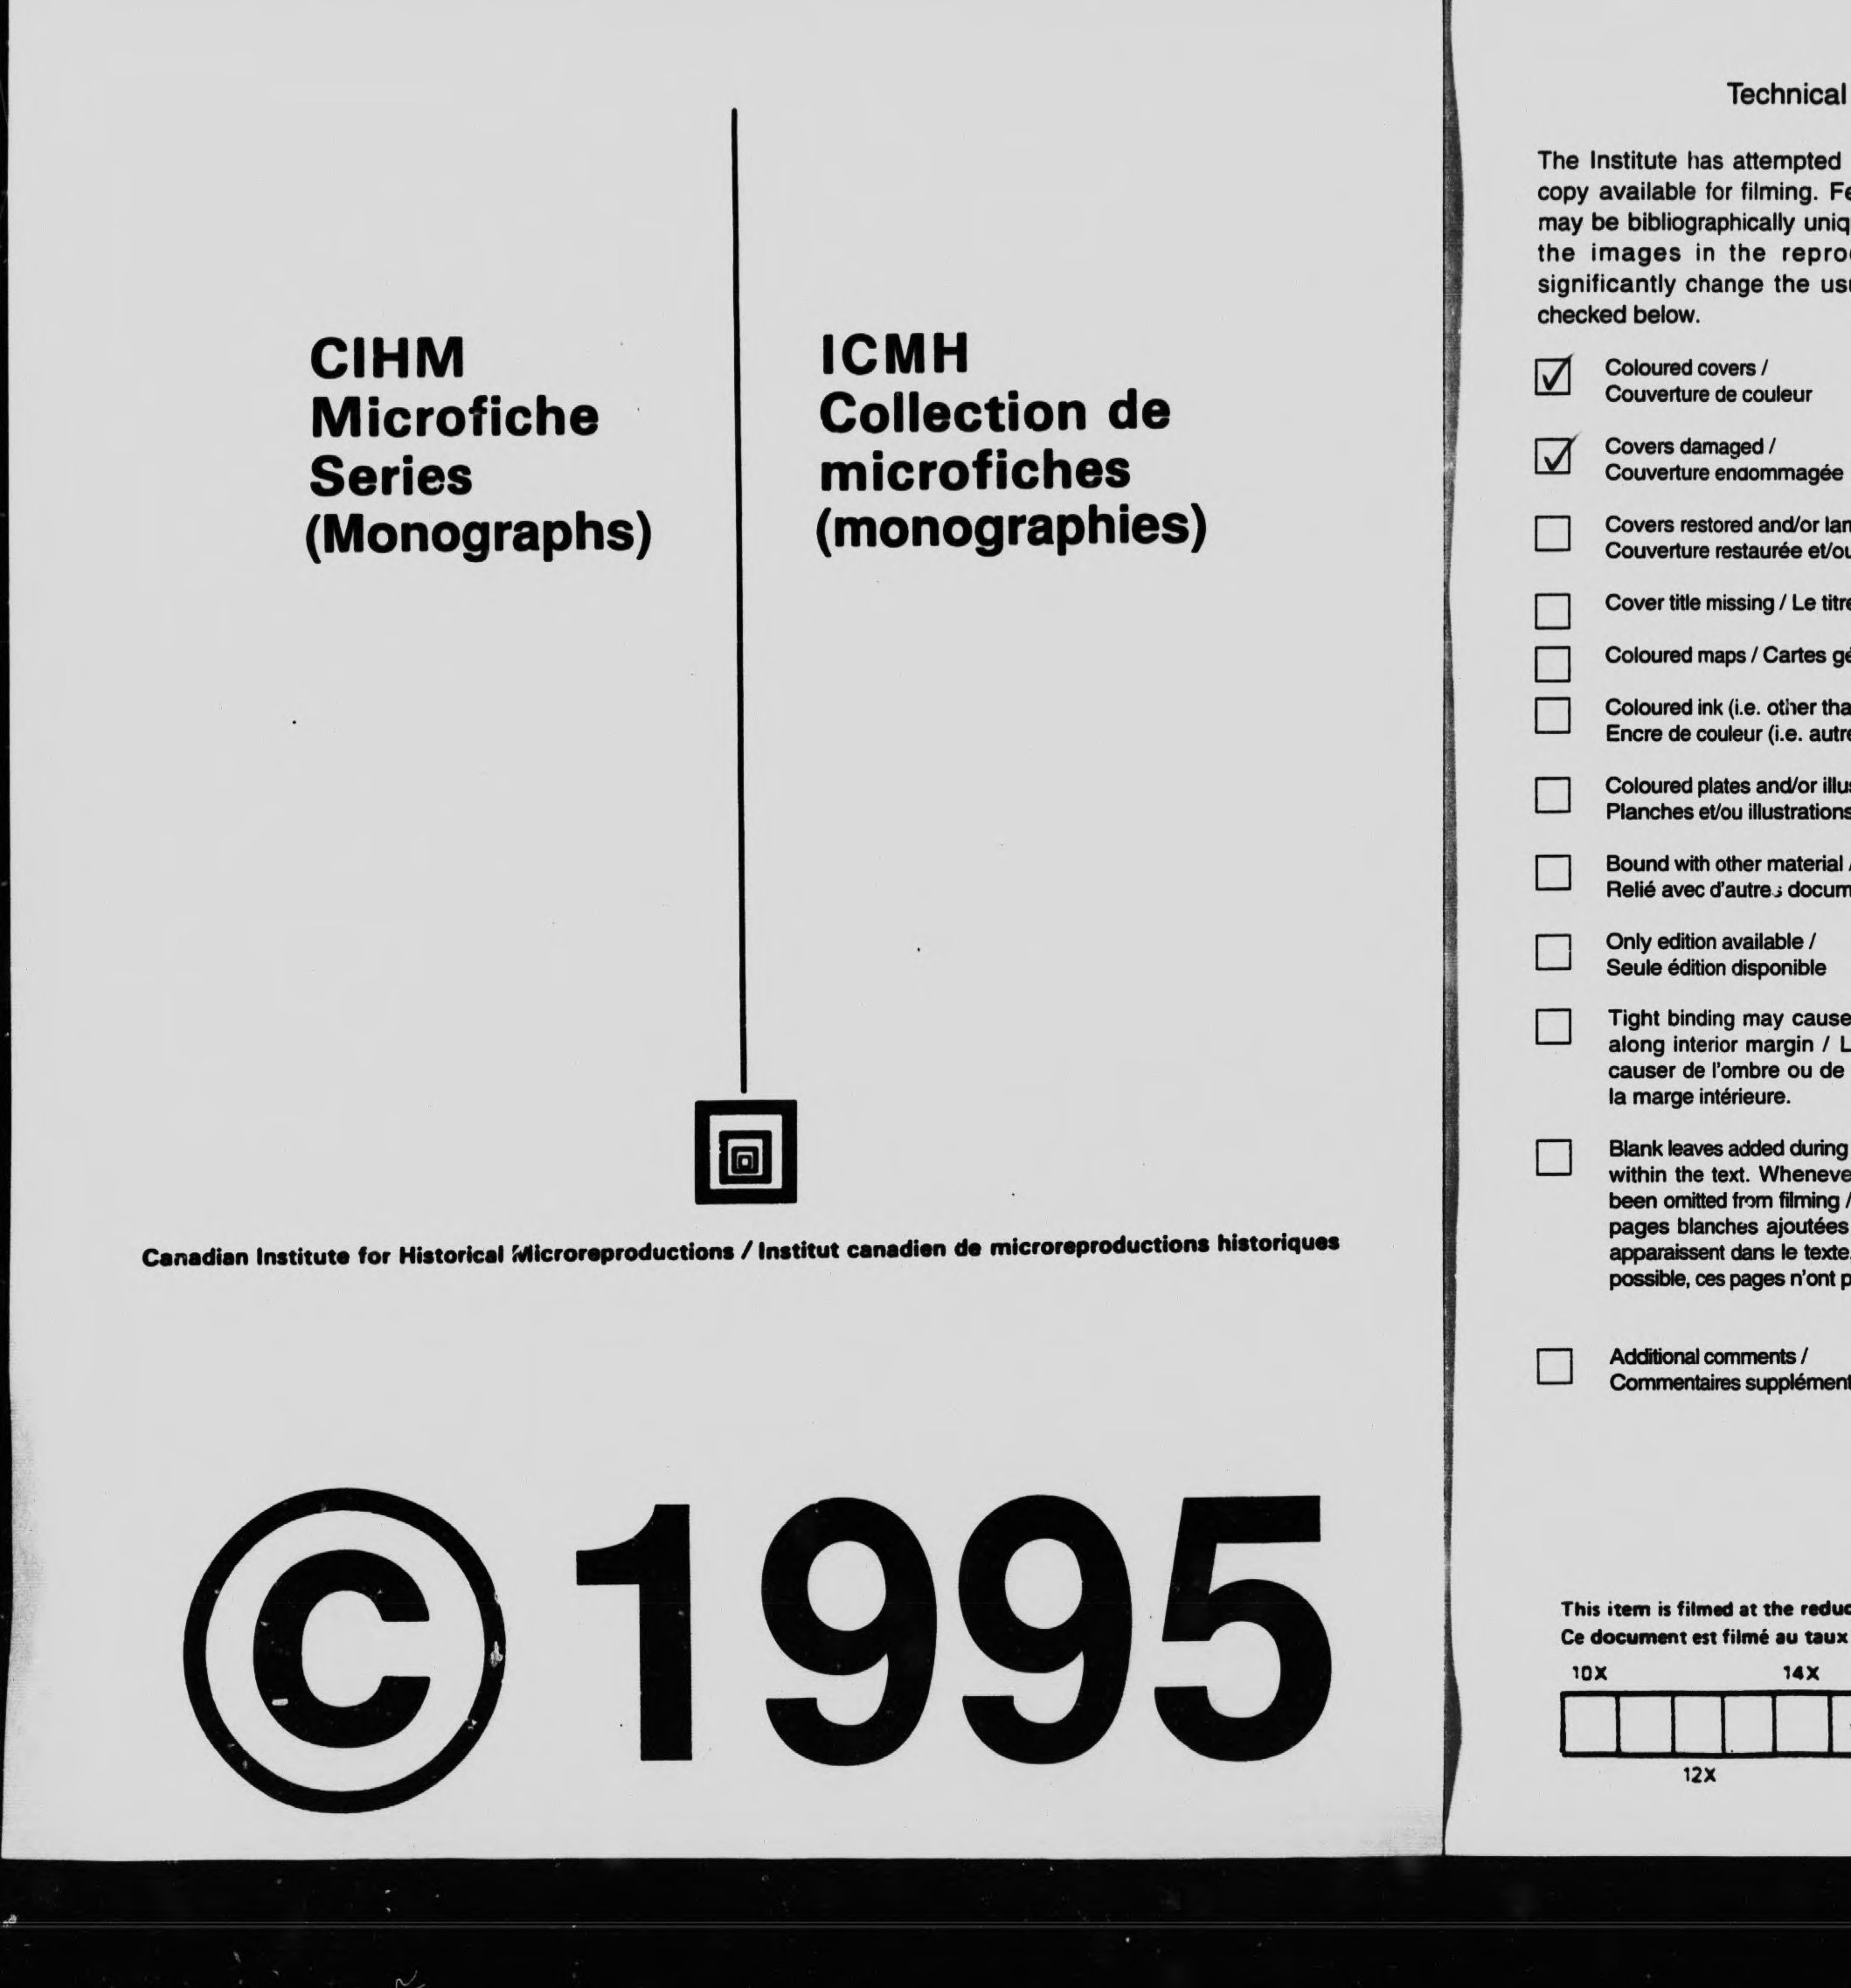 CIHM
Microfiche
Series
(Monographs)
ICMH
Collection de
microfiches
(monographies)
Canadian Institute for Historical Microreproductions / Institut canadien de microreproductions historiques
© 1995
Technical
The Institute has attempted
copy available for filming. Fe
may be bibliographically uniq
the images in the repro
significantly change the us
checked below.
Coloured covers /
Couverture de couleur
Covers damaged /
Couverture endommagée
Covers restored and/or lan
Couverture restaurée et/ou
Cover title missing / Le titre
Coloured maps / Cartes gé
Coloured ink (i.e. other tha
Encre de couleur (i.e. autre
Coloured plates and/or illus
Planches et/ou illustrations
Bound with other material /
Relié avec d'autres docum
Only edition available /
Seule édition disponible
Tight binding may cause
along interior margin / L
causer de l'ombre ou de
la marge intérieure.
Blank leaves added during
within the text. Wheneve
been omitted from filming /
pages blanches ajoutées
apparaissent dans le texte,
possible, ces pages n'ont p
Additional comments /
Commentaires supplément
This item is filmed at the reduc
Ce document est filmé au taux
10X 14X
12X